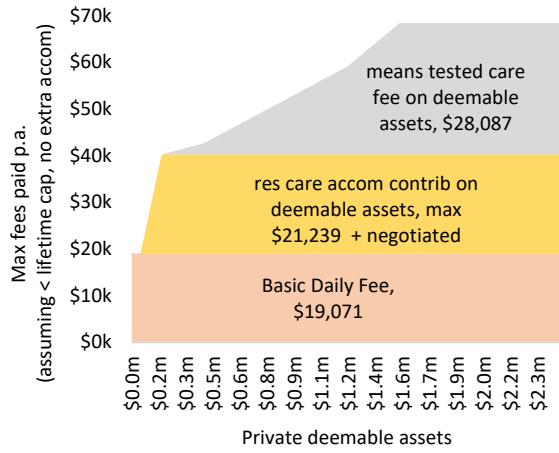 Max fees paid p.a.
(assuming < lifetime cap, no extra accom)
$70k
$60k
$50k
$40k
$30k
$20k
$10k
$0k
means tested care
fee on deemable
assets, $28,087
res care accom contrib on
deemable assets, max
$21,239 + negotiated
Basic Daily Fee,
$19,071
$0.0m
$0.2m
$0.3m
$0.5m
$0.6m
$0.8m
$0.9m
$1.1m
$1.2m
$1.4m
$1.6m
$1.7m
$1.9m
$2.0m
$2.2m
$2.3m
Private deemable assets